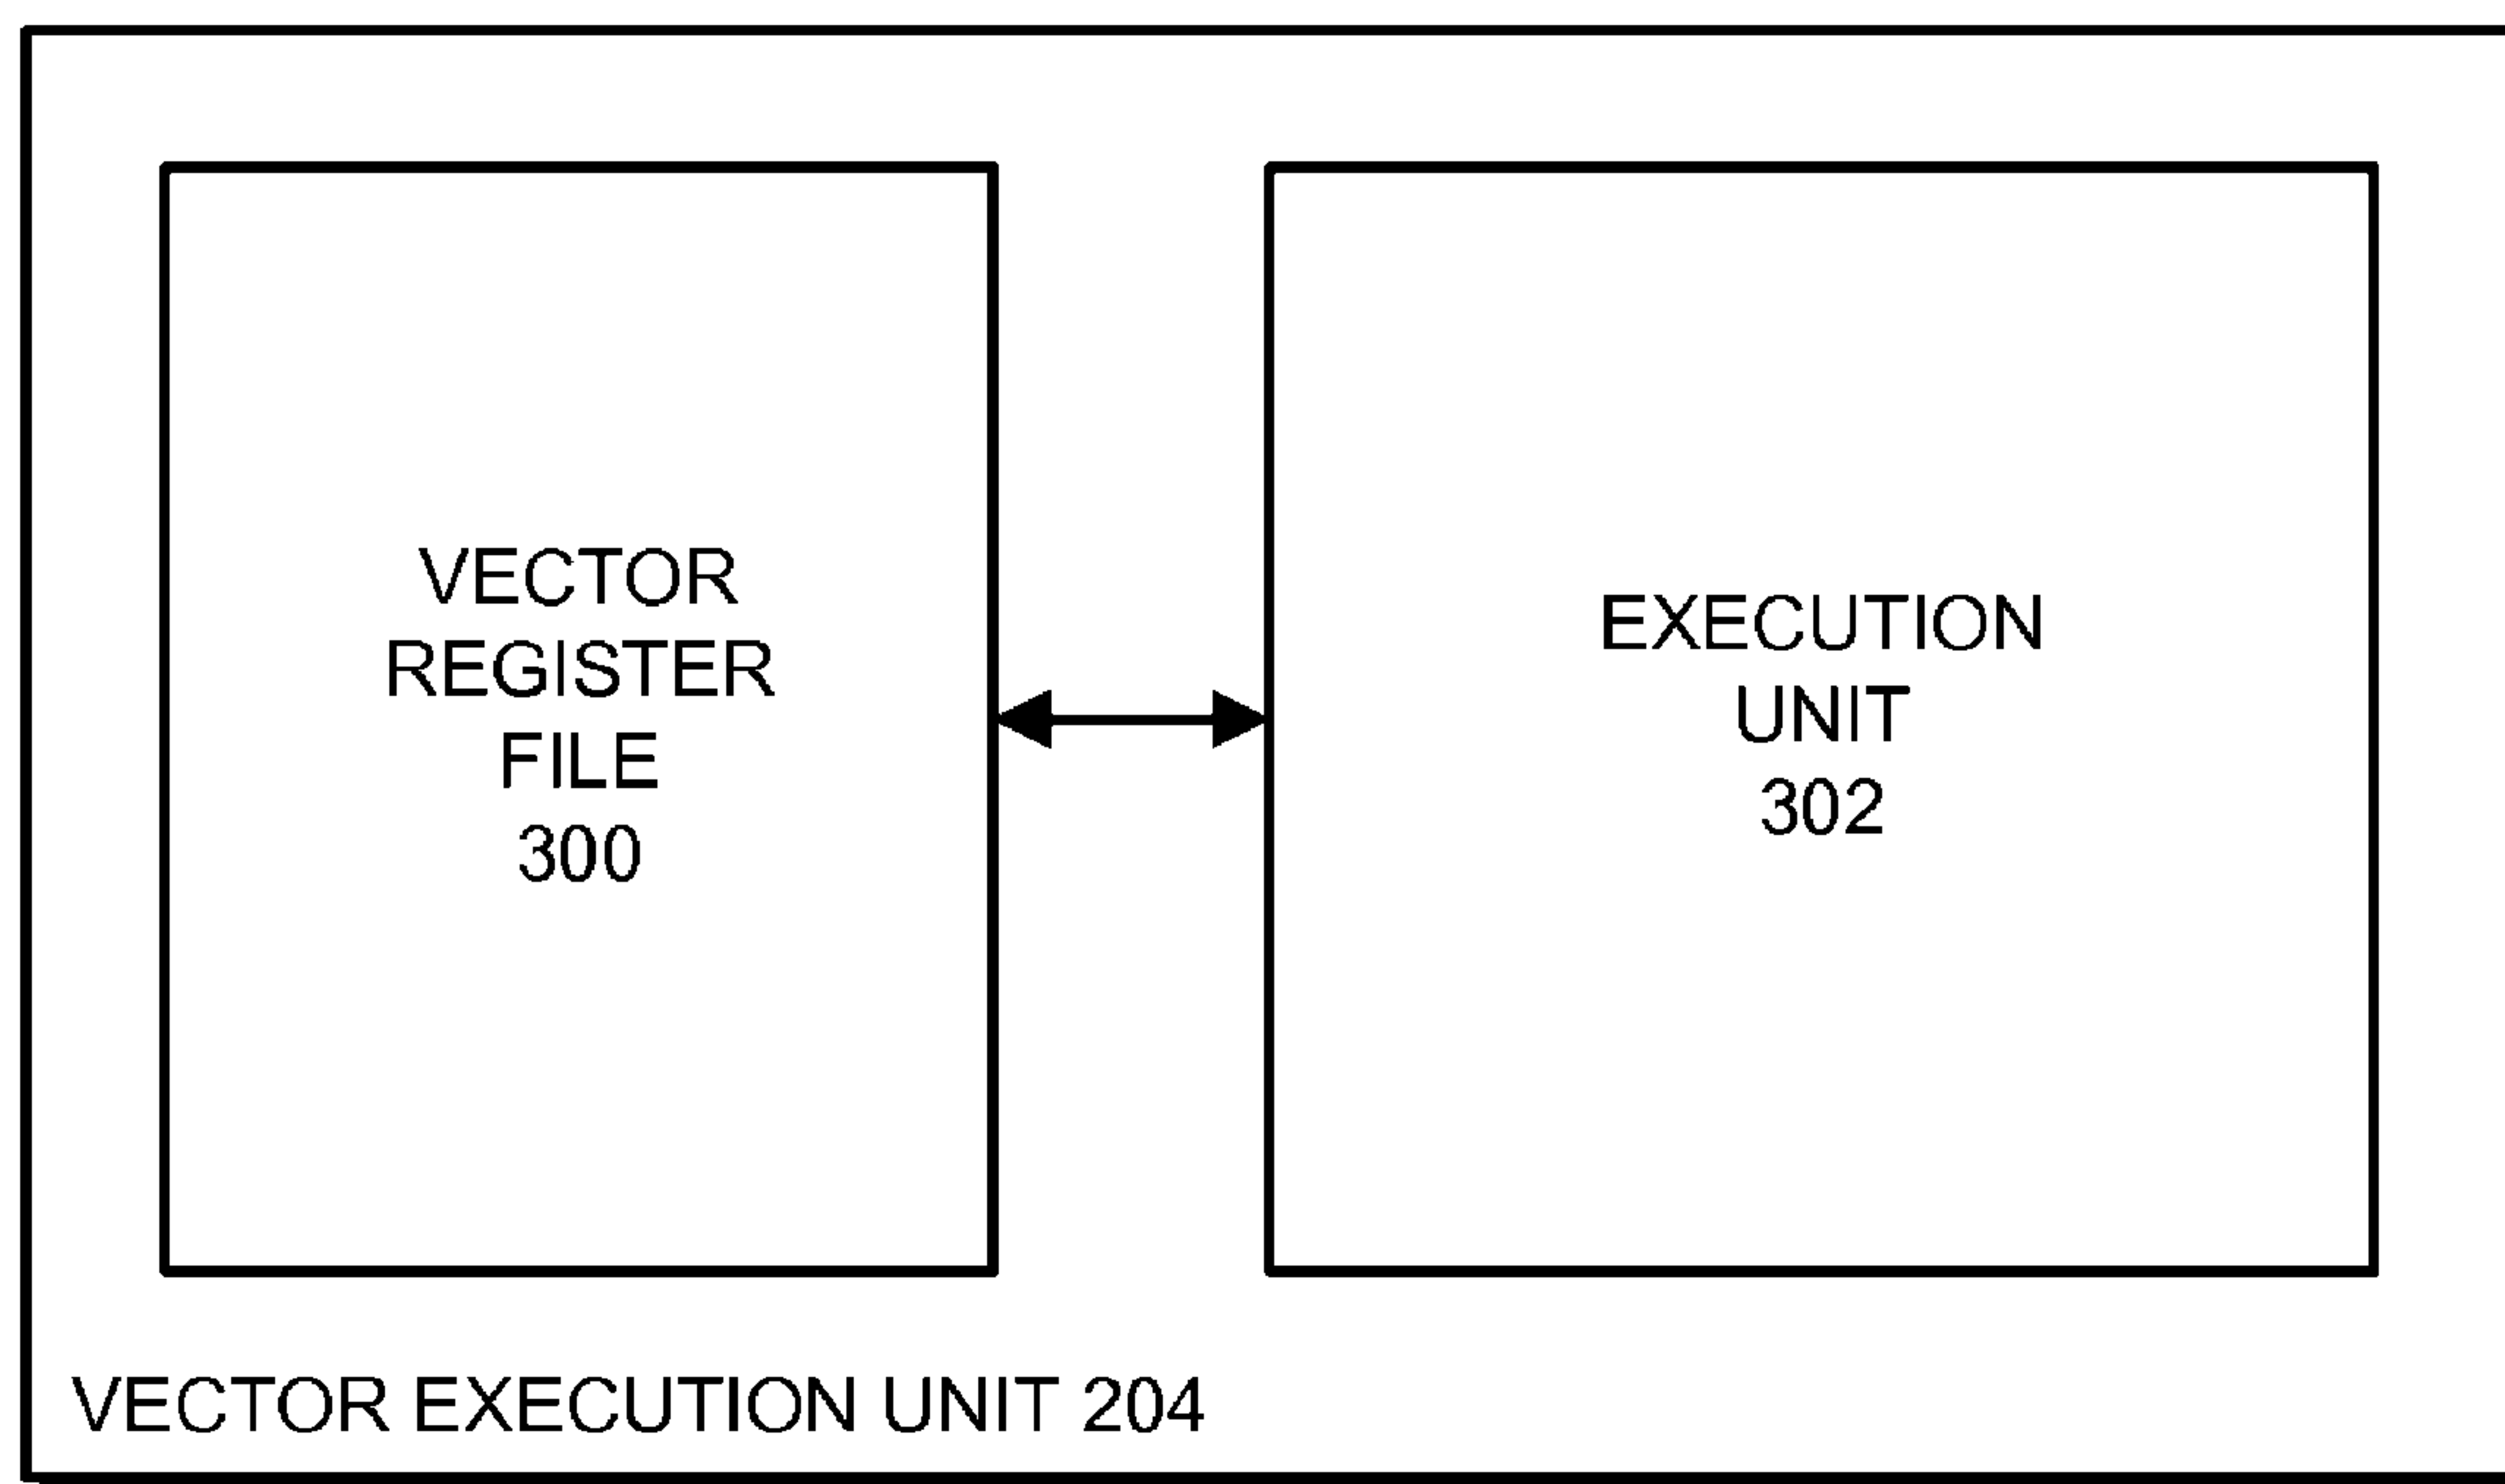 VECTOR
REGISTER
FILE
300
EXECUTION
UNIT
302
VECTOR EXECUTION UNIT 204